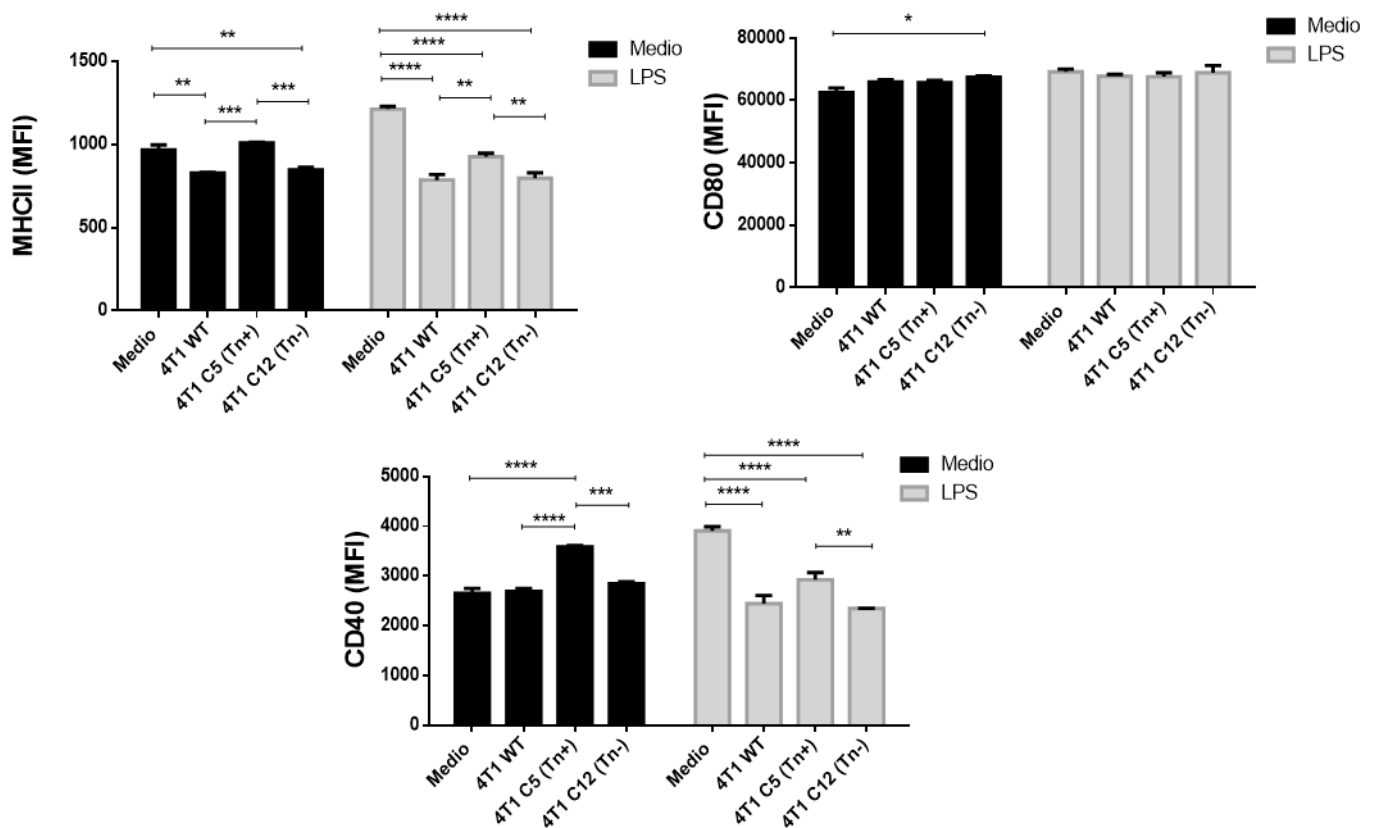 MHCII (MFI)
1500
1000
500
0
**
**
***
***
****
****
****
**
**
Medio
LPS
Medio
4T1 WT
4T1 C5 (Tn+)
4T1 C12 (Tn-)
Medio
4T1 WT
4T1 C5 (Tn+)
4T1 C12 (Tn-)
CD80 (MFI)
80000
60000
40000
20000
0
*
Medio
LPS
Medio
4T1 WT
4T1 C5 (Tn+)
4T1 C12 (Tn-)
Medio
4T1 WT
4T1 C5 (Tn+)
4T1 C12 (Tn-)
CD40 (MFI)
5000
4000
3000
2000
1000
0
****
***
****
****
****
****
**
Medio
LPS
Medio
4T1 WT
4T1 C5 (Tn+)
4T1 C12 (Tn-)
Medio
4T1 WT
4T1 C5 (Tn+)
4T1 C12 (Tn-)